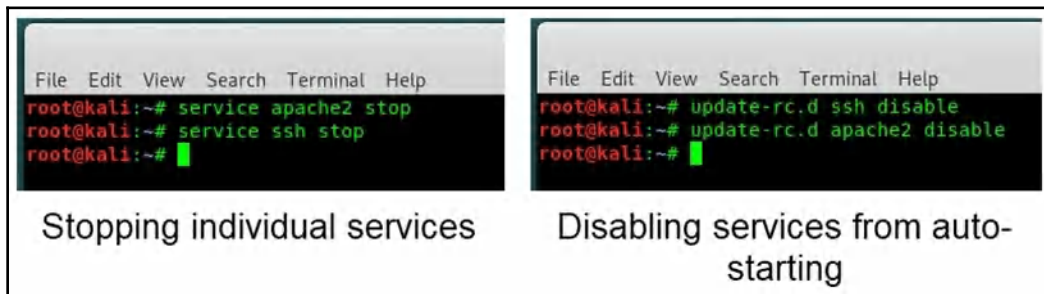 File Edit View Search Terminal Help
root@kali:~# service apache2 stop
root@kali:~# service ssh stop
root@kali:~#
Stopping individual services
File Edit View Search Terminal Help
root@kali:~# update-rc.d ssh disable
root@kali:~# update-rc.d apache2 disable
root@kali:~#
Disabling services from auto-
starting